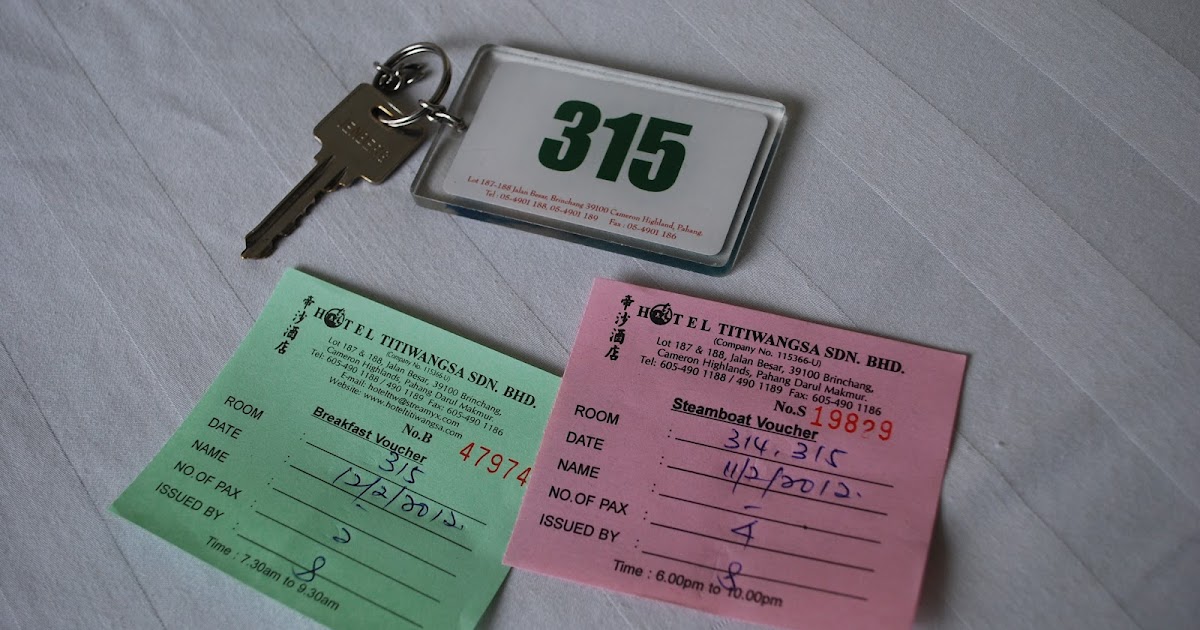 315
Lot 187-188 Jalan Besar, Brinchang 39100 Cameron Highland, Pahang.
Tel : 05-4901 188, 05-4901 189 Fax : 05-4901 186
帝沙酒店
HOTEL TITIWANGSA SDN. BHD.
(Company No. 115366-U)
Lot 187 & 188, Jalan Besar, 39100 Brinchang,
Cameron Highlands, Pahang Darul Makmur.
Tel: 605-490 1188 / 490 1189 Fax: 605-490 1186
E-mail: hoteltw@streamyx.com
Website: www.hoteltitiwangsa.com
No.B 47974
Breakfast Voucher
ROOM : 315
DATE : 12/2/2012.
NAME : -
NO.OF PAX : 2
ISSUED BY :
Time : 7.30am to 9.30am
帝沙酒店
HOTEL TITIWANGSA SDN. BHD.
(Company No. 115366-U)
Lot 187 & 188, Jalan Besar, 39100 Brinchang,
Cameron Highlands, Pahang Darul Makmur.
Tel: 605-490 1188 / 490 1189 Fax: 605-490 1186
No.S 19829
Steamboat Voucher
ROOM : 314, 315
DATE : 11/2/2012.
NAME : -
NO.OF PAX : 4
ISSUED BY :
Time : 6.00pm to 10.00pm